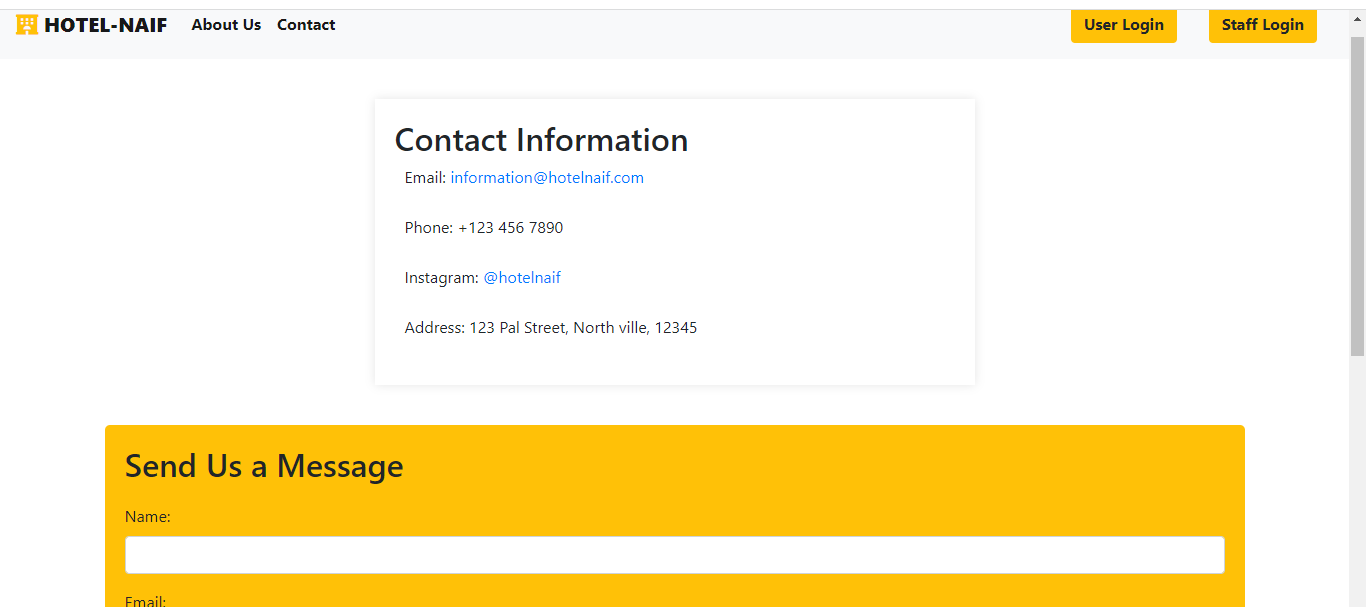 HOTEL-NAIF About Us Contact User Login Staff Login
Contact Information
Email: information@hotelnaif.com
Phone: +123 456 7890
Instagram: @hotelnaif
Address: 123 Pal Street, North ville, 12345
Send Us a Message
Name:
Email: